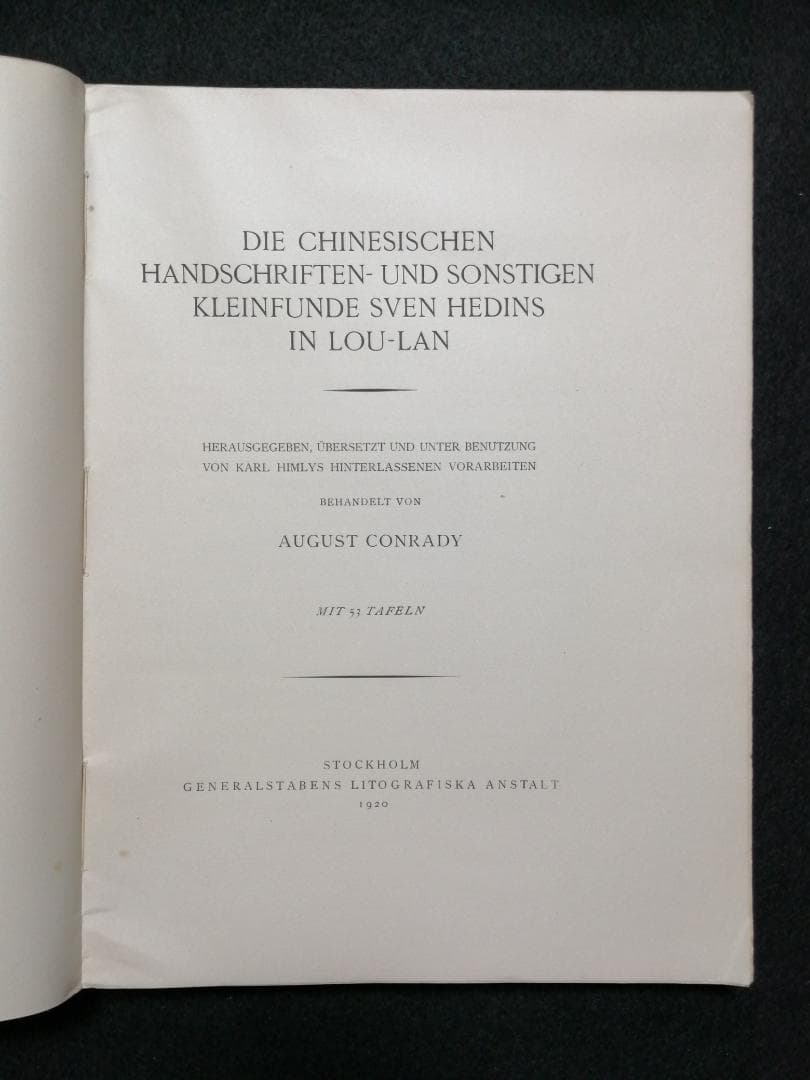 DIE CHINESISCHEN
HANDSCHRIFTEN- UND SONSTIGEN
KLEINFUNDE SVEN HEDINS
IN LOU-LAN
HERAUSGEGEBEN, ÜBERSETZT UND UNTER BENUTZUNG
VON KARL HIMLYS HINTERLASSENEN VORARBEITEN
BEHANDELT VON
AUGUST CONRADY
MIT 53 TAFELN
STOCKHOLM
GENERALSTABENS LITOGRAFISKA ANSTALT
1920